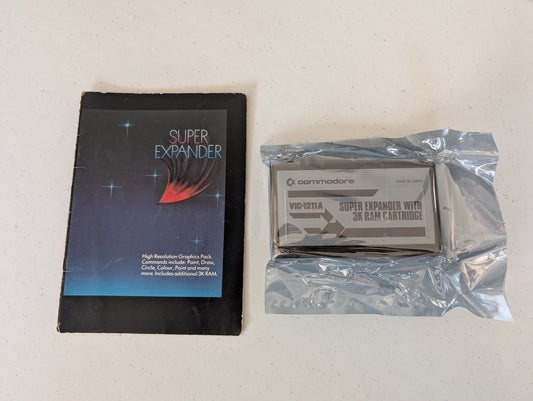 SUPER
EXPANDER
High Resolution Graphics Pack.
Commands include: Paint, Draw,
Circle, Colour, Point and many
more. Includes additional 3K RAM.
commodore
MADE IN JAPAN
VIC-1211A
SUPER EXPANDER WITH
3K RAM CARTRIDGE